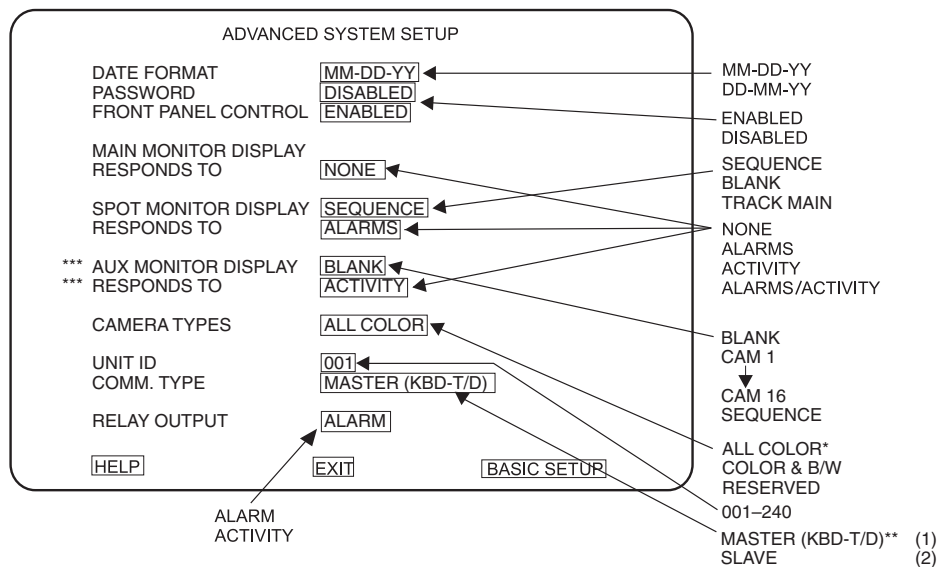 ADVANCED SYSTEM SETUP
DATE FORMAT MM-DD-YY
PASSWORD DISABLED
FRONT PANEL CONTROL ENABLED
MAIN MONITOR DISPLAY
RESPONDS TO NONE
SPOT MONITOR DISPLAY SEQUENCE
RESPONDS TO ALARMS
*** AUX MONITOR DISPLAY BLANK
*** RESPONDS TO ACTIVITY
CAMERA TYPES ALL COLOR
UNIT ID 001
COMM. TYPE MASTER (KBD-T/D)
RELAY OUTPUT ALARM
HELP EXIT BASIC SETUP
ALARM
ACTIVITY
MM-DD-YY
DD-MM-YY
ENABLED
DISABLED
SEQUENCE
BLANK
TRACK MAIN
NONE
ALARMS
ACTIVITY
ALARMS/ACTIVITY
BLANK
CAM 1
CAM 16
SEQUENCE
ALL COLOR*
COLOR & B/W
RESERVED
001–240
MASTER (KBD-T/D)** (1)
SLAVE (2)